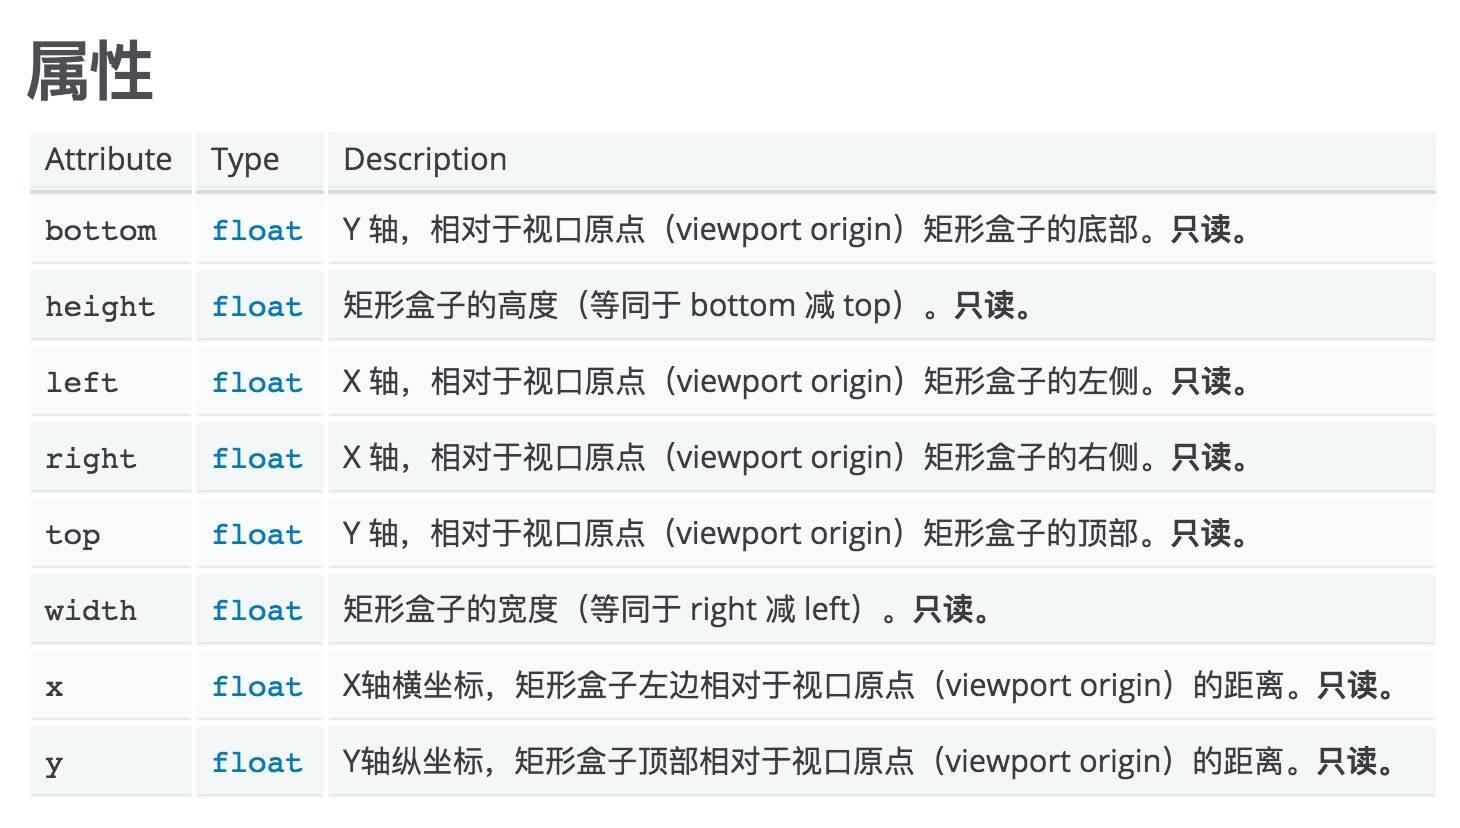 属性
Attribute Type Description
bottom float Y 轴，相对于视口原点（viewport origin）矩形盒子的底部。只读。
height float 矩形盒子的高度（等同于 bottom 减 top）。只读。
left float X 轴，相对于视口原点（viewport origin）矩形盒子的左侧。只读。
right float X 轴，相对于视口原点（viewport origin）矩形盒子的右侧。只读。
top float Y 轴，相对于视口原点（viewport origin）矩形盒子的顶部。只读。
width float 矩形盒子的宽度（等同于 right 减 left）。只读。
x float X轴横坐标，矩形盒子左边相对于视口原点（viewport origin）的距离。只读。
y float Y轴纵坐标，矩形盒子顶部相对于视口原点（viewport origin）的距离。只读。